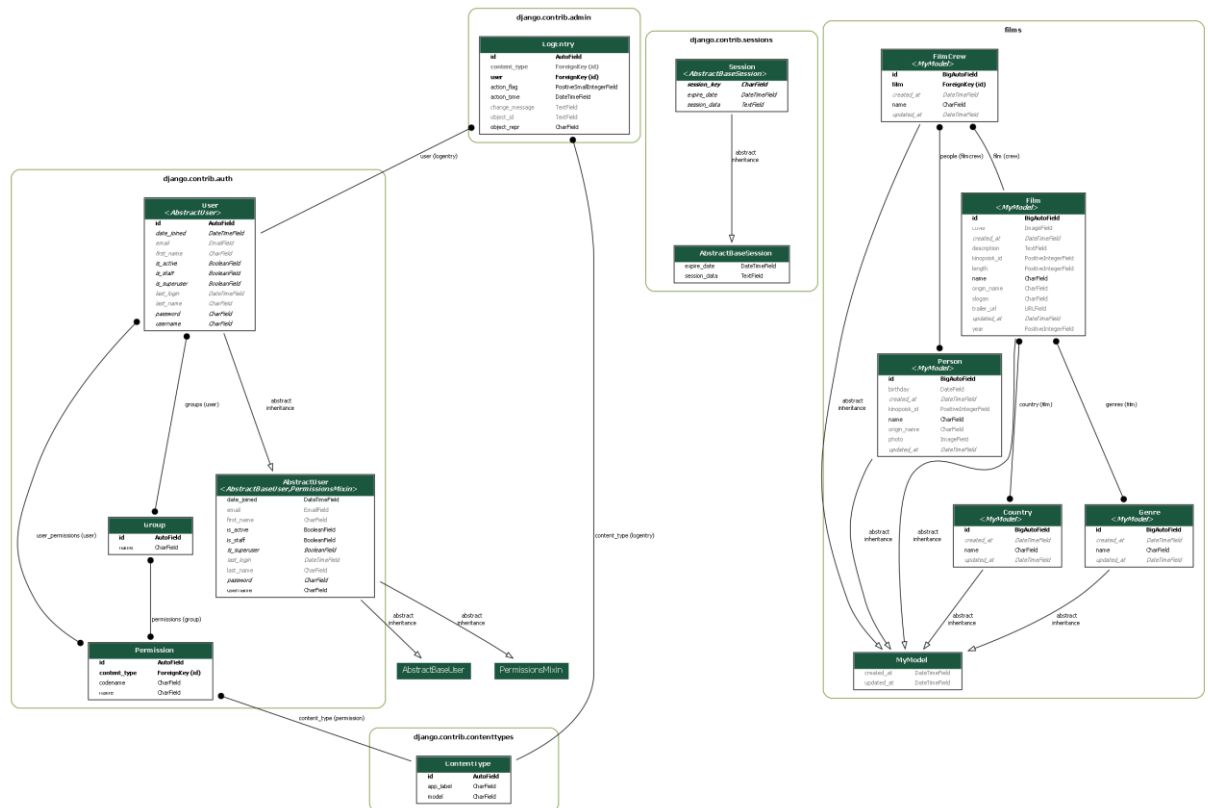 django.contrib.admin
LogEntry
id AutoField
content_type ForeignKey (id)
user ForeignKey (id)
action_flag PositiveSmallIntegerField
action_time DateTimeField
change_message TextField
object_id TextField
object_repr CharField
django.contrib.sessions
Session
<AbstractBaseSession>
session_key CharField
expire_date DateTimeField
session_data TextField
abstract
inheritance
AbstractBaseSession
expire_date DateTimeField
session_data TextField
films
FilmCrew
<MyModel>
id BigAutoField
film ForeignKey (id)
created_at DateTimeField
name CharField
updated_at DateTimeField
people (filmcrew)
film (crew)
Film
<MyModel>
id BigAutoField
cover ImageField
created_at DateTimeField
description TextField
kinopoisk_id PositiveIntegerField
length PositiveIntegerField
name CharField
origin_name CharField
slogan CharField
trailer_url URLField
updated_at DateTimeField
year PositiveIntegerField
Person
<MyModel>
id BigAutoField
birthday DateField
created_at DateTimeField
kinopoisk_id PositiveIntegerField
name CharField
origin_name CharField
photo ImageField
updated_at DateTimeField
abstract
inheritance
country (film)
genres (film)
Country
<MyModel>
id BigAutoField
created_at DateTimeField
name CharField
updated_at DateTimeField
Genre
<MyModel>
id BigAutoField
created_at DateTimeField
name CharField
updated_at DateTimeField
abstract
inheritance
abstract
inheritance
abstract
inheritance
abstract
inheritance
MyModel
created_at DateTimeField
updated_at DateTimeField
user (logentry)
django.contrib.auth
User
<AbstractUser>
id AutoField
date_joined DateTimeField
email EmailField
first_name CharField
is_active BooleanField
is_staff BooleanField
is_superuser BooleanField
last_login DateTimeField
last_name CharField
password CharField
username CharField
groups (user)
abstract
inheritance
AbstractUser
<AbstractBaseUser,PermissionsMixin>
date_joined DateTimeField
email EmailField
first_name CharField
is_active BooleanField
is_staff BooleanField
is_superuser BooleanField
last_login DateTimeField
last_name CharField
password CharField
username CharField
Group
id AutoField
name CharField
user_permissions (user)
content_type (logentry)
permissions (group)
abstract
inheritance
abstract
inheritance
Permission
id AutoField
content_type ForeignKey (id)
codename CharField
name CharField
AbstractBaseUser
PermissionsMixin
content_type (permission)
django.contrib.contenttypes
ContentType
id AutoField
app_label CharField
model CharField